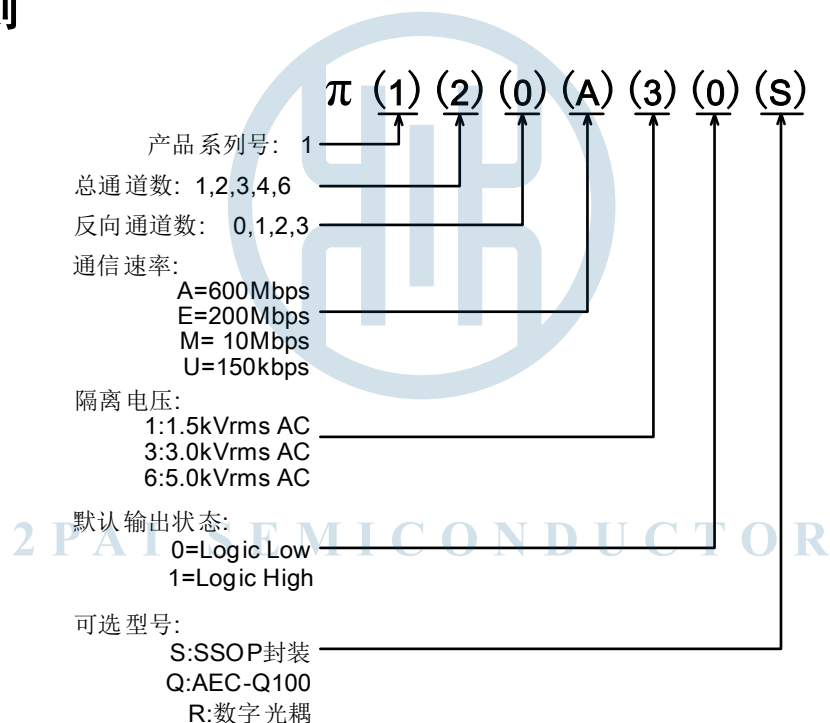 则
π (1) (2) (0) (A) (3) (0) (S)
产品系列号: 1
总通道数: 1,2,3,4,6
反向通道数: 0,1,2,3
通信速率:
A=600Mbps
E=200Mbps
M= 10Mbps
U=150kbps
隔离电压:
1:1.5kVrms AC
3:3.0kVrms AC
6:5.0kVrms AC
默认输出状态:
2PAI SEMICONDUCTOR
0=Logic Low
1=Logic High
可选型号:
S:SSOP封装
Q:AEC-Q100
R:数字光耦